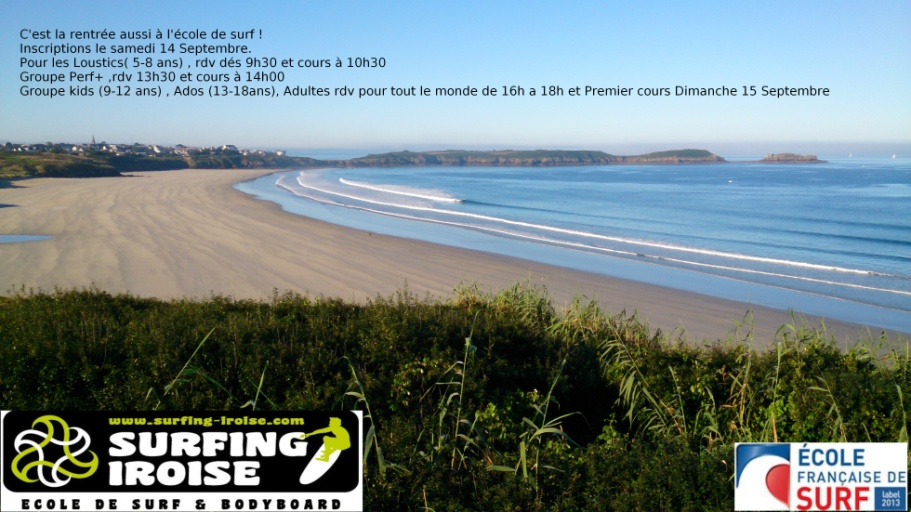 C'est la rentrée aussi à l'école de surf !
Inscriptions le samedi 14 Septembre.
Pour les Loustics( 5-8 ans) , rdv dés 9h30 et cours à 10h30
Groupe Perf+ ,rdv 13h30 et cours à 14h00
Groupe kids (9-12 ans) , Ados (13-18ans), Adultes rdv pour tout le monde de 16h a 18h et Premier cours Dimanche 15 Septembre
www.surfing-iroise.com
SURFING
IROISE
ECOLE DE SURF & BODYBOARD
ÉCOLE
FRANÇAISE DE
SURF
label
2013